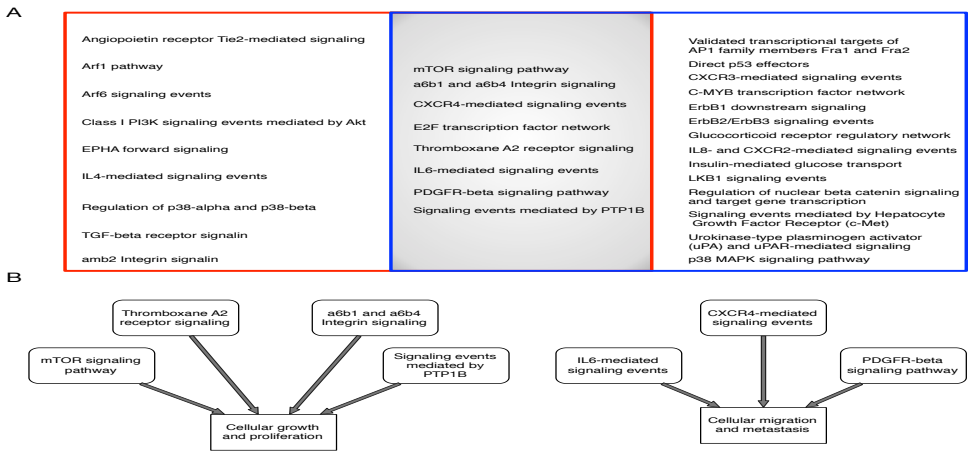 A
Angiopoietin receptor Tie2-mediated signaling
Arf1 pathway
Arf6 signaling events
Class I PI3K signaling events mediated by Akt
EPHA forward signaling
IL4-mediated signaling events
Regulation of p38-alpha and p38-beta
TGF-beta receptor signalin
amb2 Integrin signalin
mTOR signaling pathway
a6b1 and a6b4 Integrin signaling
CXCR4-mediated signaling events
E2F transcription factor network
Thromboxane A2 receptor signaling
IL6-mediated signaling events
PDGFR-beta signaling pathway
Signaling events mediated by PTP1B
Validated transcriptional targets of
AP1 family members Fra1 and Fra2
Direct p53 effectors
CXCR3-mediated signaling events
C-MYB transcription factor network
ErbB1 downstream signaling
ErbB2/ErbB3 signaling events
Glucocorticoid receptor regulatory network
IL8- and CXCR2-mediated signaling events
Insulin-mediated glucose transport
LKB1 signaling events
Regulation of nuclear beta catenin signaling
and target gene transcription
Signaling events mediated by Hepatocyte
Growth Factor Receptor (c-Met)
Urokinase-type plasminogen activator
(uPA) and uPAR-mediated signaling
p38 MAPK signaling pathway
B
Thromboxane A2
receptor signaling
a6b1 and a6b4
Integrin signaling
mTOR signaling
pathway
Signaling events
mediated by
PTP1B
Cellular growth
and proliferation
CXCR4-mediated
signaling events
IL6-mediated
signaling events
PDGFR-beta
signaling pathway
Cellular migration
and metastasis